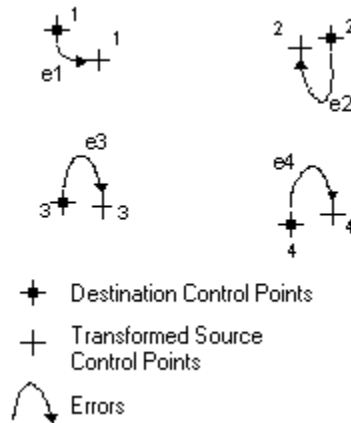 1
1
e1
2
2
e2
e3
3
3
e4
4
4
Destination Control Points
Transformed Source
Control Points
Errors